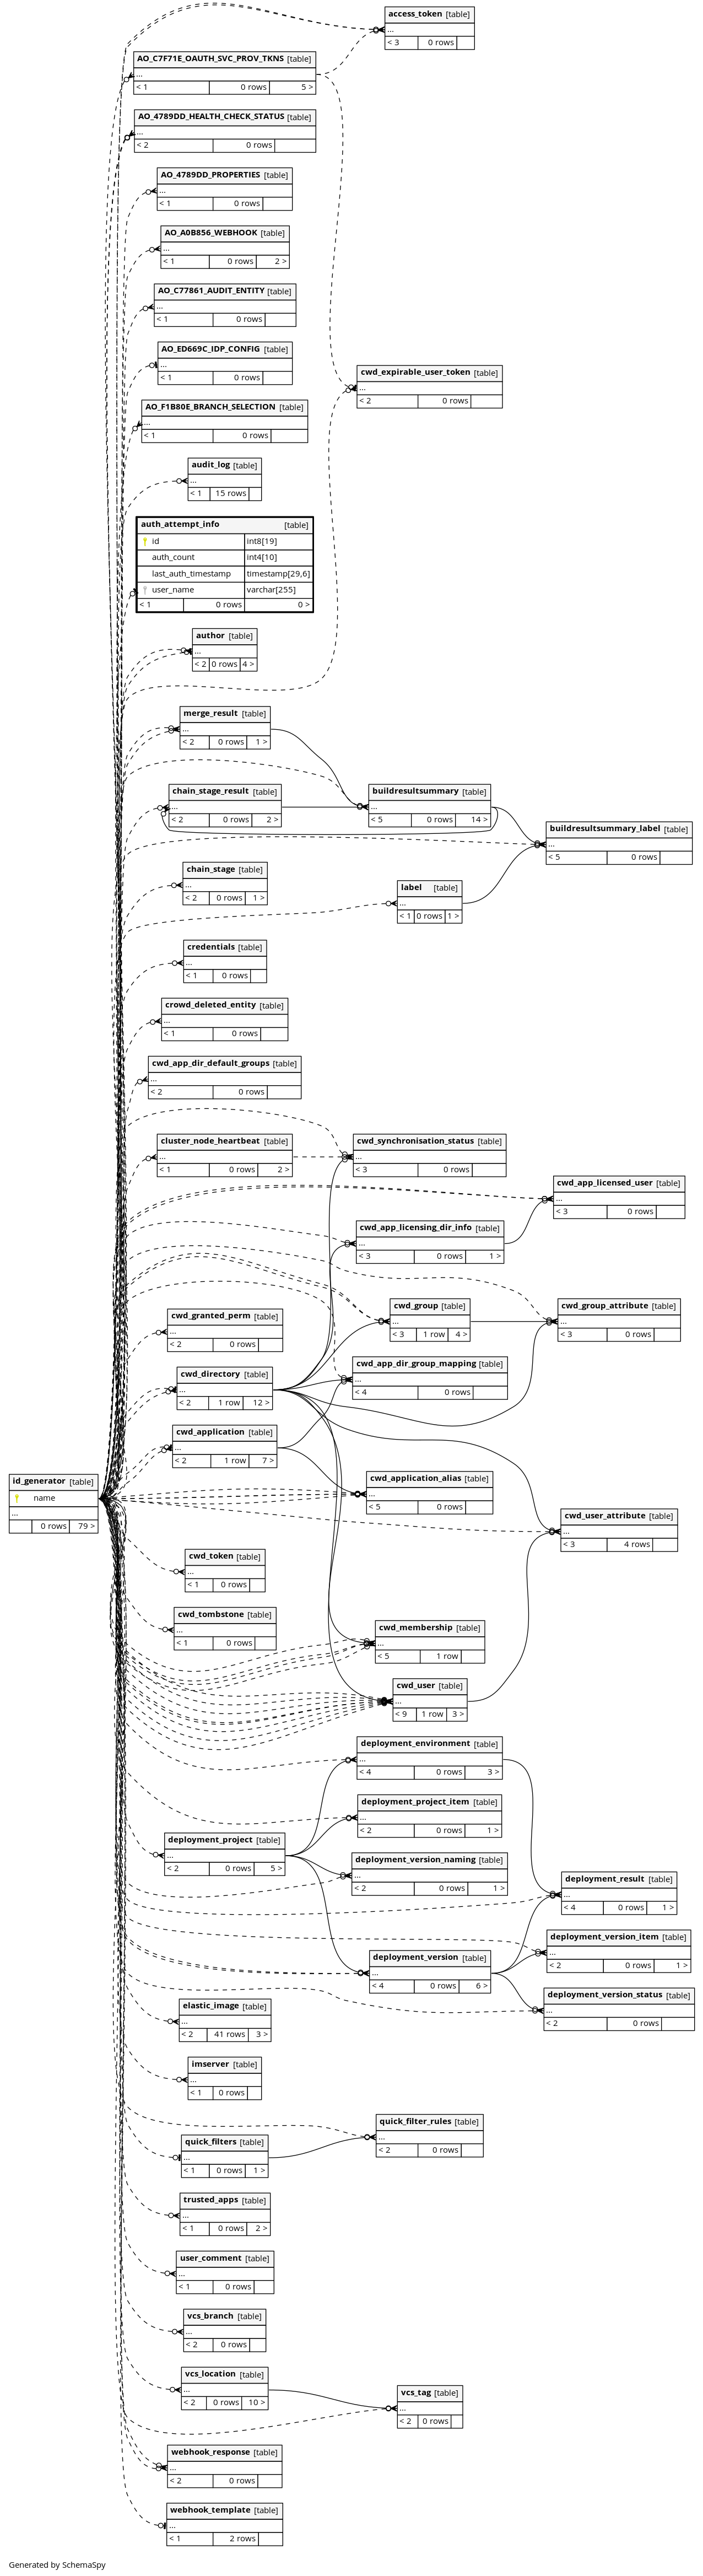 access_token [table]
...
< 3 0 rows
AO_C7F71E_OAUTH_SVC_PROV_TKNS [table]
...
< 1 0 rows 5 >
AO_4789DD_HEALTH_CHECK_STATUS [table]
...
< 2 0 rows
AO_4789DD_PROPERTIES [table]
...
< 1 0 rows
AO_A0B856_WEBHOOK [table]
...
< 1 0 rows 2 >
AO_C77861_AUDIT_ENTITY [table]
...
< 1 0 rows
AO_ED669C_IDP_CONFIG [table]
...
< 1 0 rows
cwd_expirable_user_token [table]
...
< 2 0 rows
AO_F1B80E_BRANCH_SELECTION [table]
...
< 1 0 rows
audit_log [table]
...
< 1 15 rows
auth_attempt_info [table]
id int8[19]
auth_count int4[10]
last_auth_timestamp timestamp[29,6]
user_name varchar[255]
< 1 0 rows 0 >
author [table]
...
< 2 0 rows 4 >
merge_result [table]
...
< 2 0 rows 1 >
chain_stage_result [table]
...
< 2 0 rows 2 >
buildresultsummary [table]
...
< 5 0 rows 14 >
buildresultsummary_label [table]
...
< 5 0 rows
chain_stage [table]
...
< 2 0 rows 1 >
label [table]
...
< 1 0 rows 1 >
credentials [table]
...
< 1 0 rows
crowd_deleted_entity [table]
...
< 1 0 rows
cwd_app_dir_default_groups [table]
...
< 2 0 rows
cluster_node_heartbeat [table]
...
< 1 0 rows 2 >
cwd_synchronisation_status [table]
...
< 3 0 rows
cwd_app_licensed_user [table]
...
< 3 0 rows
cwd_app_licensing_dir_info [table]
...
< 3 0 rows 1 >
cwd_group [table]
...
< 3 1 row 4 >
cwd_group_attribute [table]
...
< 3 0 rows
cwd_granted_perm [table]
...
< 2 0 rows
cwd_app_dir_group_mapping [table]
...
< 4 0 rows
cwd_directory [table]
...
< 2 1 row 12 >
cwd_application [table]
...
< 2 1 row 7 >
id_generator [table]
name
...
0 rows 79 >
cwd_application_alias [table]
...
< 5 0 rows
cwd_user_attribute [table]
...
< 3 4 rows
cwd_token [table]
...
< 1 0 rows
cwd_tombstone [table]
...
< 1 0 rows
cwd_membership [table]
...
< 5 1 row
cwd_user [table]
...
< 9 1 row 3 >
deployment_environment [table]
...
< 4 0 rows 3 >
deployment_project_item [table]
...
< 2 0 rows 1 >
deployment_project [table]
...
< 2 0 rows 5 >
deployment_version_naming [table]
...
< 2 0 rows 1 >
deployment_result [table]
...
< 4 0 rows 1 >
deployment_version_item [table]
...
< 2 0 rows 1 >
deployment_version [table]
...
< 4 0 rows 6 >
deployment_version_status [table]
...
< 2 0 rows
elastic_image [table]
...
< 2 41 rows 3 >
imserver [table]
...
< 1 0 rows
quick_filter_rules [table]
...
< 2 0 rows
quick_filters [table]
...
< 1 0 rows 1 >
trusted_apps [table]
...
< 1 0 rows 2 >
user_comment [table]
...
< 1 0 rows
vcs_branch [table]
...
< 2 0 rows
vcs_location [table]
...
< 2 0 rows 10 >
vcs_tag [table]
...
< 2 0 rows
webhook_response [table]
...
< 2 0 rows
webhook_template [table]
...
< 1 2 rows
Generated by SchemaSpy